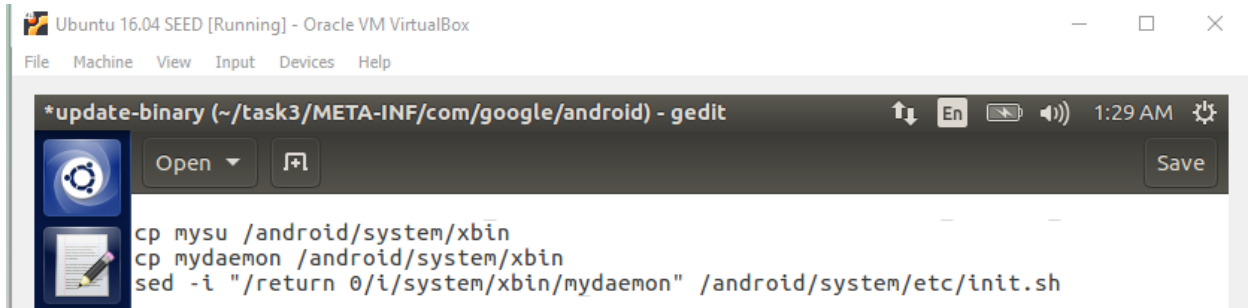 Ubuntu 16.04 SEED [Running] - Oracle VM VirtualBox
File Machine View Input Devices Help
*update-binary (~/task3/META-INF/com/google/android) - gedit En 1:29 AM
Open Save
cp mysu /android/system/xbin
cp mydaemon /android/system/xbin
sed -i "/return 0/i/system/xbin/mydaemon" /android/system/etc/init.sh